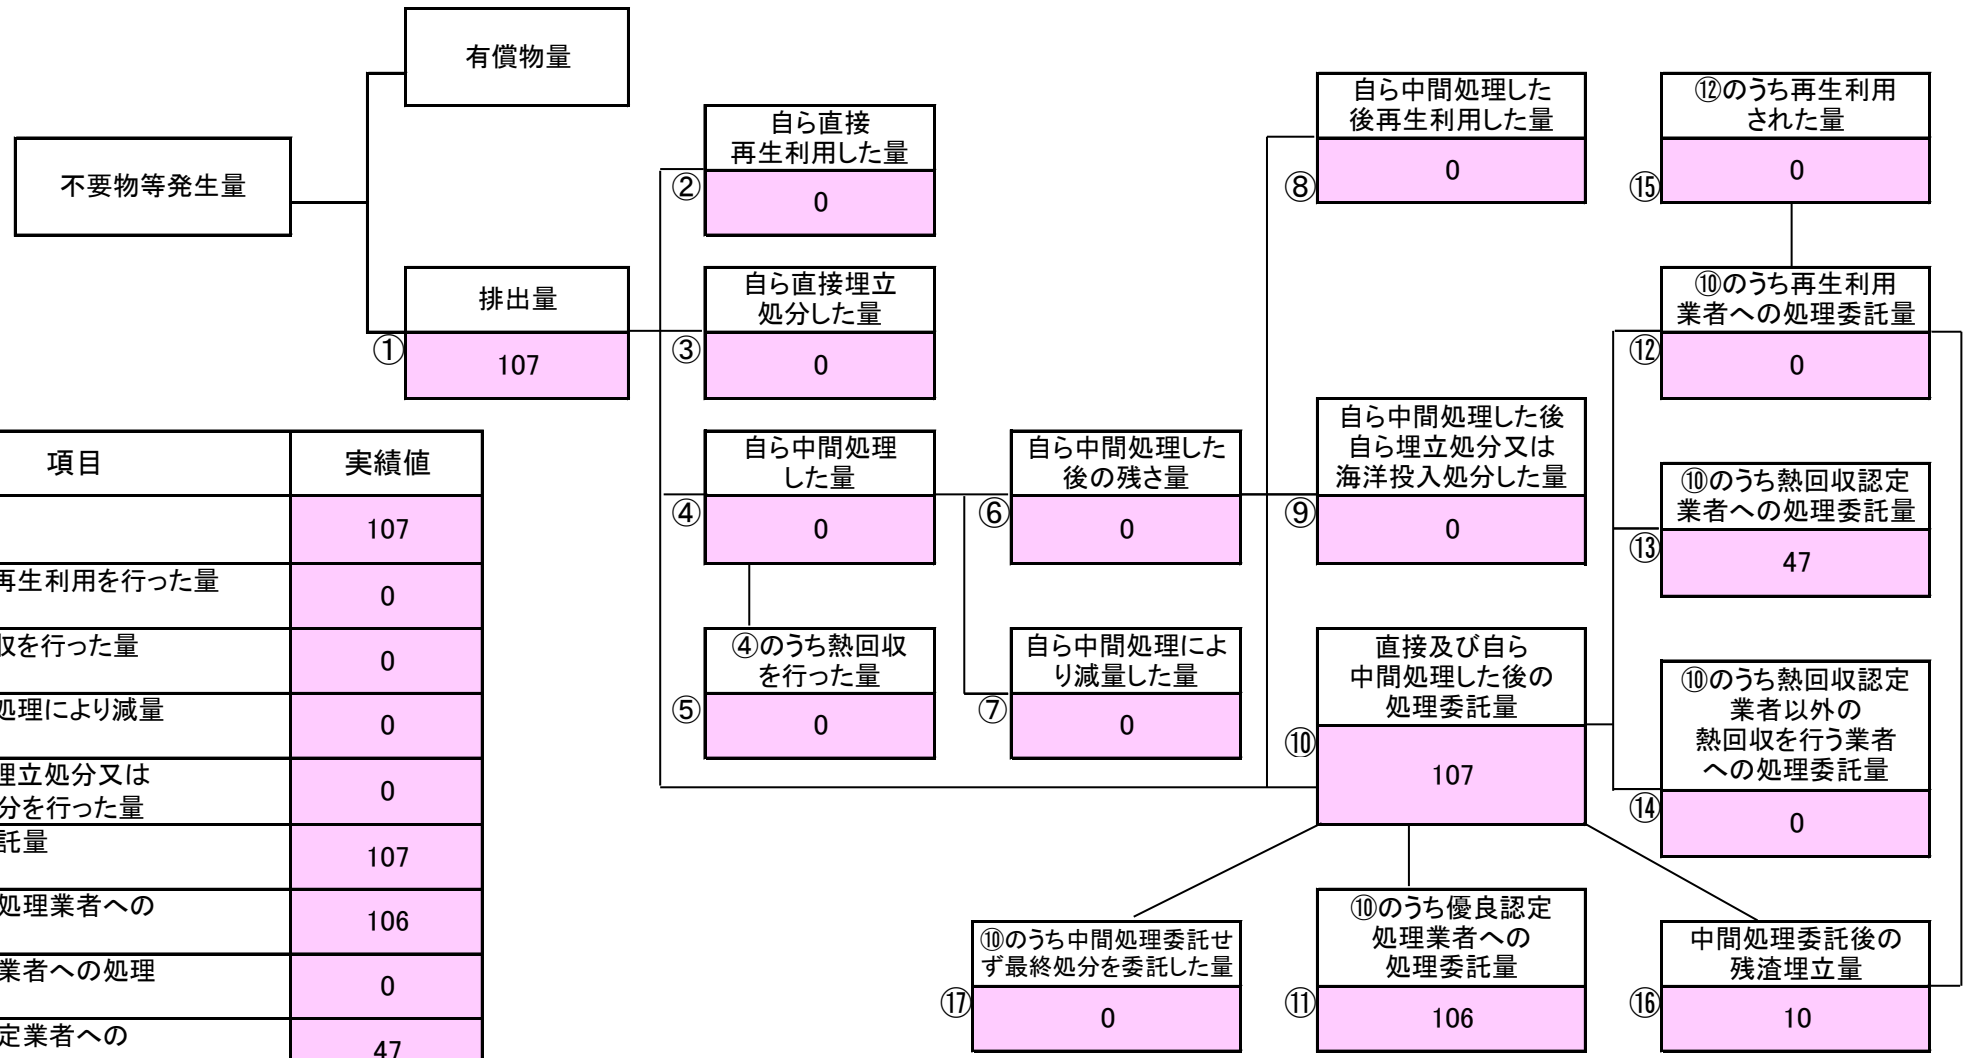 有償物量
不要物等発生量
排出量
①
107
自ら直接
再生利用した量
②
0
自ら直接埋立
処分した量
③
0
自ら中間処理
した量
④
0
④のうち熱回収
を行った量
⑤
0
自ら中間処理した
後の残さ量
⑥
0
自ら中間処理によ
り減量した量
⑦
0
自ら中間処理した
後再生利用した量
⑧
0
自ら中間処理した後
自ら埋立処分又は
海洋投入処分した量
⑨
0
直接及び自ら
中間処理した後の
処理委託量
⑩
107
⑫のうち再生利用
された量
⑮
0
⑩のうち再生利用
業者への処理委託量
⑫
0
⑩のうち熱回収認定
業者への処理委託量
⑬
47
⑩のうち熱回収認定
業者以外の
熱回収を行う業者
への処理委託量
⑭
0
⑩のうち中間処理委託せ
ず最終処分を委託した量
⑰
0
⑩のうち優良認定
処理業者への
処理委託量
⑪
106
中間処理委託後の
残渣埋立量
⑯
10
項目 実績値
107
再生利用を行った量 0
収を行った量 0
処理により減量 0
埋立処分又は
分を行った量 0
託量 107
処理業者への 106
業者への処理 0
定業者への 47